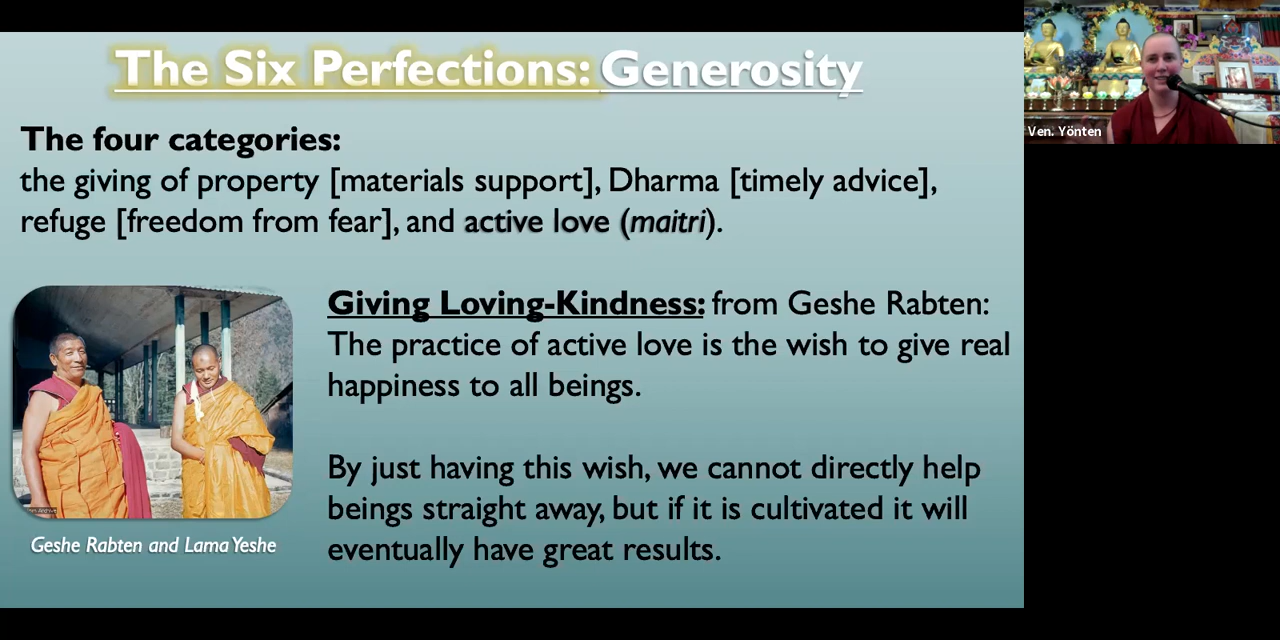 The Six Perfections: Generosity
The four categories:
the giving of property [materials support], Dharma [timely advice],
refuge [freedom from fear], and active love (maitri).
Giving Loving-Kindness: from Geshe Rabten:
The practice of active love is the wish to give real
happiness to all beings.
By just having this wish, we cannot directly help
beings straight away, but if it is cultivated it will
eventually have great results.
Geshe Rabten and Lama Yeshe
Ven. Yönten